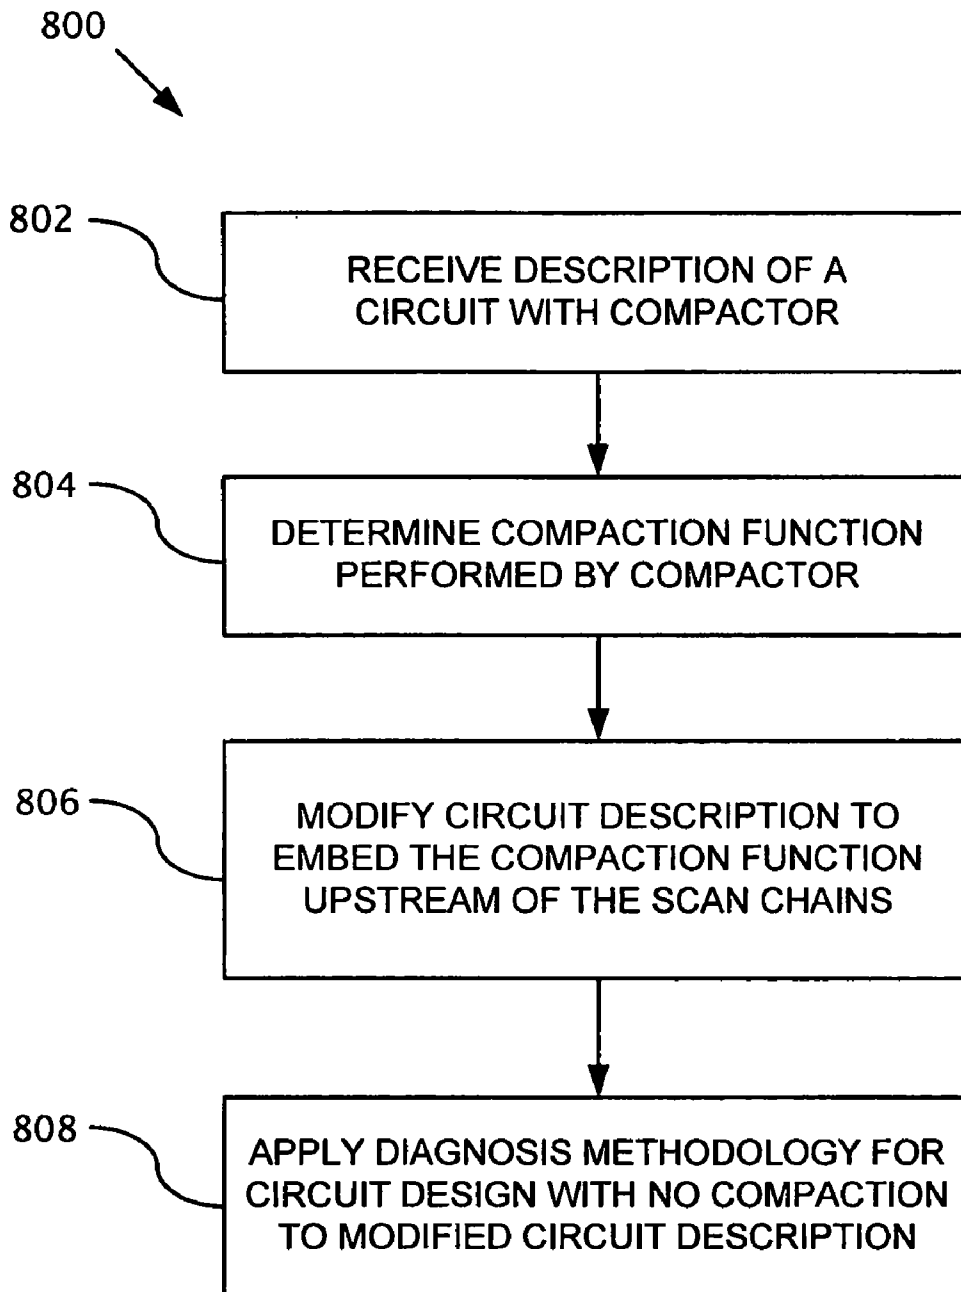 800
802
RECEIVE DESCRIPTION OF A
CIRCUIT WITH COMPACTOR
804
DETERMINE COMPACTION FUNCTION
PERFORMED BY COMPACTOR
806
MODIFY CIRCUIT DESCRIPTION TO
EMBED THE COMPACTION FUNCTION
UPSTREAM OF THE SCAN CHAINS
808
APPLY DIAGNOSIS METHODOLOGY FOR
CIRCUIT DESIGN WITH NO COMPACTION
TO MODIFIED CIRCUIT DESCRIPTION